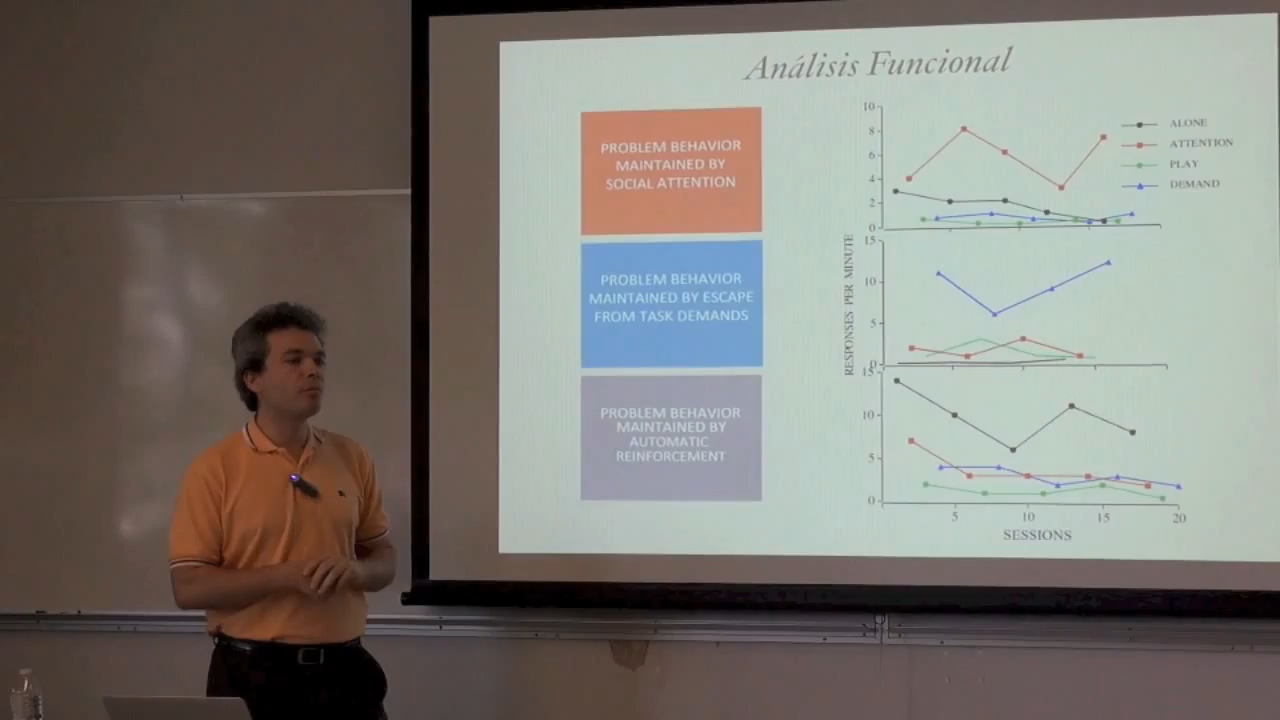 Análisis Funcional
PROBLEM BEHAVIOR
MAINTAINED BY
SOCIAL ATTENTION
PROBLEM BEHAVIOR
MAINTAINED BY ESCAPE
FROM TASK DEMANDS
PROBLEM BEHAVIOR
MAINTAINED BY
AUTOMATIC
REINFORCEMENT
10
8
6
4
2
0
ALONE
ATTENTION
PLAY
DEMAND
RESPONSES PER MINUTE
15
10
5
0
15
10
5
0
5
10
15
20
SESSIONS